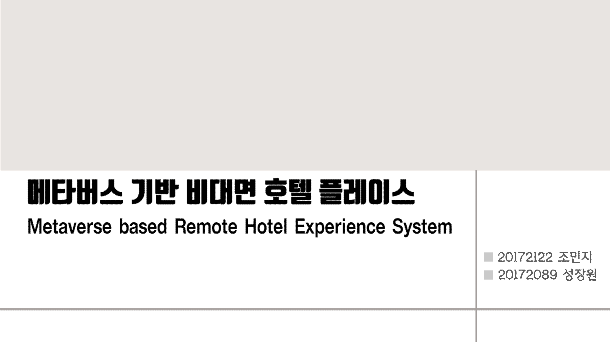 메타버스 기반 비대면 호텔 플레이스
Metaverse based Remote Hotel Experience System
20172122 조민지
20172089 성장원